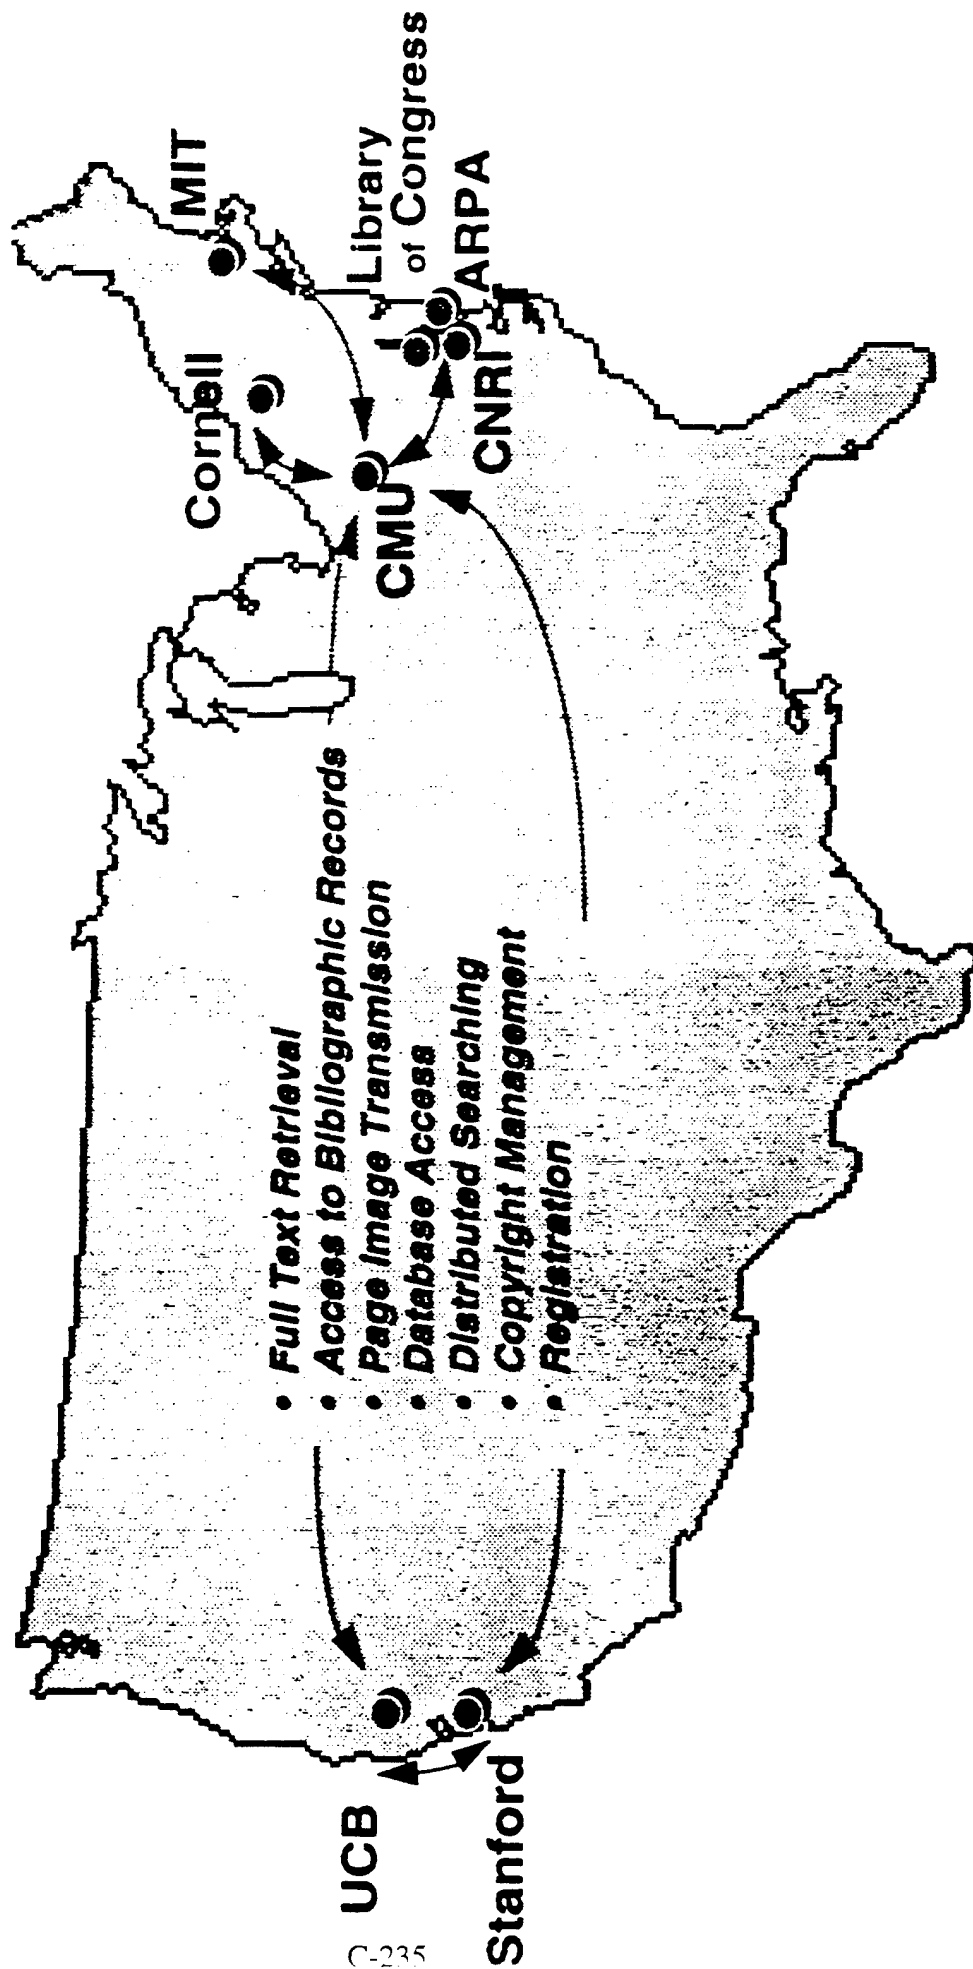 MIT
Cornell
Library
of Congress
ARPA
CNRI
CMU
• Full Text Retrieval
• Access to Bibliographic Records
• Page Image Transmission
• Database Access
• Distributed Searching
• Copyright Management
• Registration
UCB
Stanford
C-235